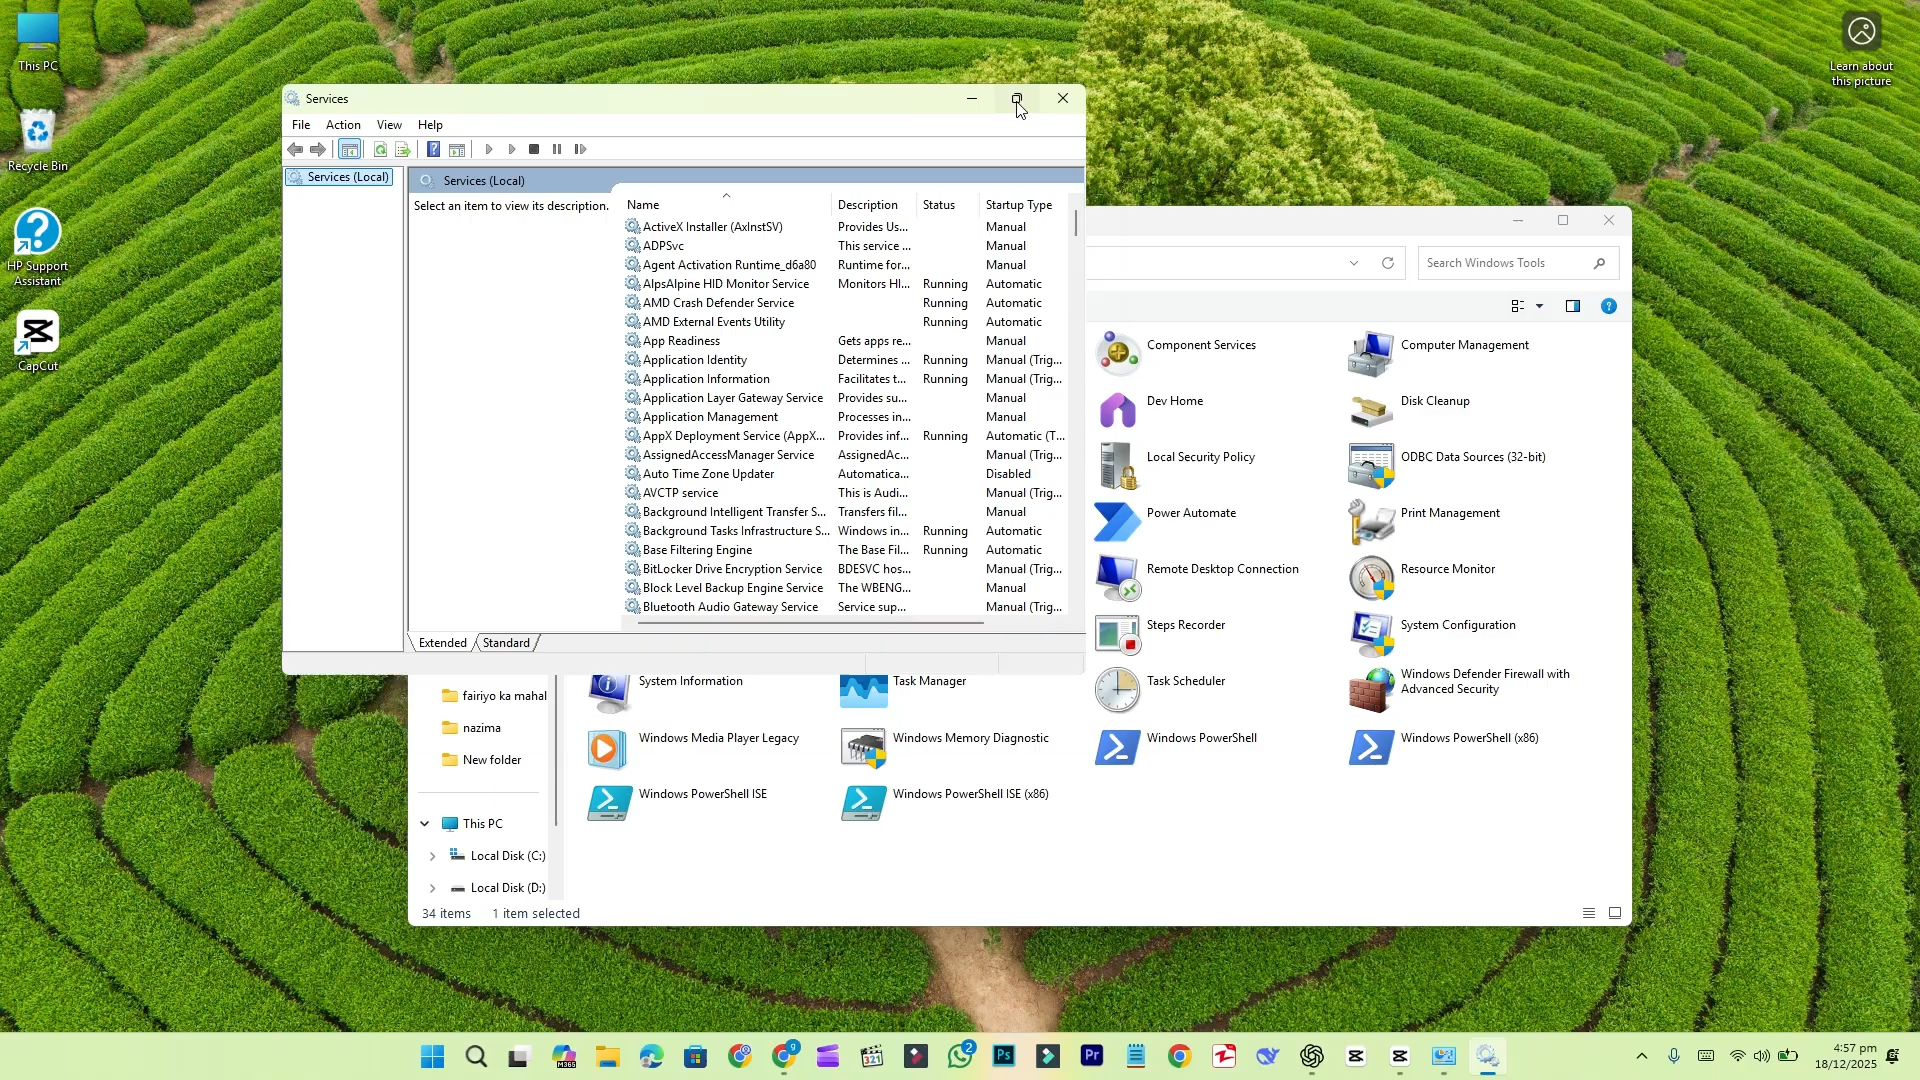 This PC
Recycle Bin
HP Support
Assistant
CapCut
Learn about
this picture
Services
File Action View Help
Services (Local)
Services (Local)
Select an item to view its description.
Name Description Status Startup Type
ActiveX Installer (AxInstSV) Provides Us... Manual
ADPSvc This service ... Manual
Agent Activation Runtime_d6a80 Runtime for... Manual
AlpsAlpine HID Monitor Service Monitors HI... Running Automatic
AMD Crash Defender Service Running Automatic
AMD External Events Utility Running Automatic
App Readiness Gets apps re... Manual
Application Identity Determines ... Running Manual (Trig...
Application Information Facilitates t... Running Manual (Trig...
Application Layer Gateway Service Provides su... Manual
Application Management Processes in... Manual
AppX Deployment Service (AppX... Provides inf... Running Automatic (T...
AssignedAccessManager Service AssignedAc... Manual (Trig...
Auto Time Zone Updater Automatica... Disabled
AVCTP service This is Audi... Manual (Trig...
Background Intelligent Transfer S... Transfers fil... Manual
Background Tasks Infrastructure S... Windows in... Running Automatic
Base Filtering Engine The Base Fil... Running Automatic
BitLocker Drive Encryption Service BDESVC hos... Manual (Trig...
Block Level Backup Engine Service The WBENG... Manual
Bluetooth Audio Gateway Service Service sup... Manual (Trig...
Extended Standard
Search Windows Tools
Component Services Computer Management
Dev Home Disk Cleanup
Local Security Policy ODBC Data Sources (32-bit)
Power Automate Print Management
Remote Desktop Connection Resource Monitor
Steps Recorder System Configuration
System Information Task Manager Task Scheduler Windows Defender Firewall with
Advanced Security
Windows Media Player Legacy Windows Memory Diagnostic Windows PowerShell Windows PowerShell (x86)
Windows PowerShell ISE Windows PowerShell ISE (x86)
fairiyo ka mahal
nazima
New folder
This PC
Local Disk (C:)
Local Disk (D:)
34 items 1 item selected
M365
9
321
2
Ps
Pr
4:57 pm
18/12/2025